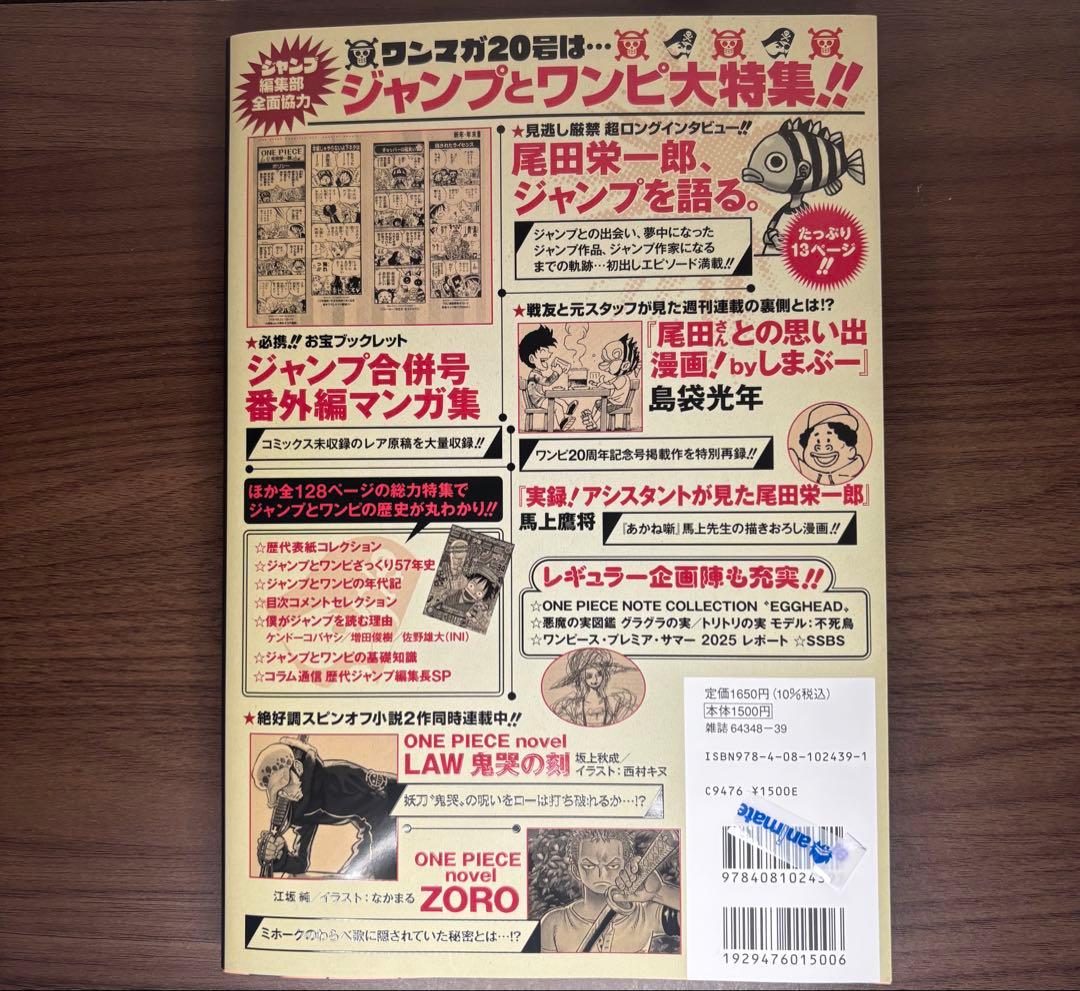 ワンマガ20号は…
ジャンプ
編集部
全面協力
ジャンプとワンピ大特集!!
新年・年末号
ONE PIECE
★見逃し厳禁 超ロングインタビュー!!
尾田栄一郎、
ジャンプを語る。
ジャンプとの出会い、夢中になった
ジャンプ作品、ジャンプ作家になる
までの軌跡…初出しエピソード満載!!
たっぷり
13ページ
!!
★必携!! お宝ブックレット
ジャンプ合併号
番外編マンガ集
コミックス未収録のレア原稿を大量収録!!
★戦友と元スタッフが見た週刊連載の裏側とは!?
『尾田さんとの思い出
漫画!byしまぶー』
島袋光年
ワンピ20周年記念号掲載作を特別再録!!
『実録!アシスタントが見た尾田栄一郎』
馬上鷹将
『あかね噺』馬上先生の描きおろし漫画!!
ほか全128ページの総力特集で
ジャンプとワンピの歴史が丸わかり!!
☆歴代表紙コレクション
☆ジャンプとワンピざっくり57年史
☆ジャンプとワンピの年代記
☆目次コメントセレクション
☆僕がジャンプを読む理由
ケンドーコバヤシ/増田俊樹/佐野雄大(INI)
☆ジャンプとワンピの基礎知識
☆コラム通信 歴代ジャンプ編集長SP
レギュラー企画陣も充実!!
☆ONE PIECE NOTE COLLECTION 〝EGGHEAD〟
☆悪魔の実図鑑 グラグラの実/トリトリの実 モデル:不死鳥
☆ワンピース・プレミア・サマー 2025 レポート ☆SSBS
★絶好調スピンオフ小説2作同時連載中!!
ONE PIECE novel
LAW 鬼哭の刻
坂上秋成/
イラスト:西村キヌ
妖刀〝鬼哭〟の呪いをローは打ち破れるか…!?
ONE PIECE
novel
ZORO
江坂 純/イラスト:なかまる
ミホークのわらべ歌に隠されていた秘密とは…!?
定価1650円(10%税込)
本体1500円
雑誌 64348-39
ISBN978-4-08-102439-1
C9476 ¥1500E
animate
1929476015006